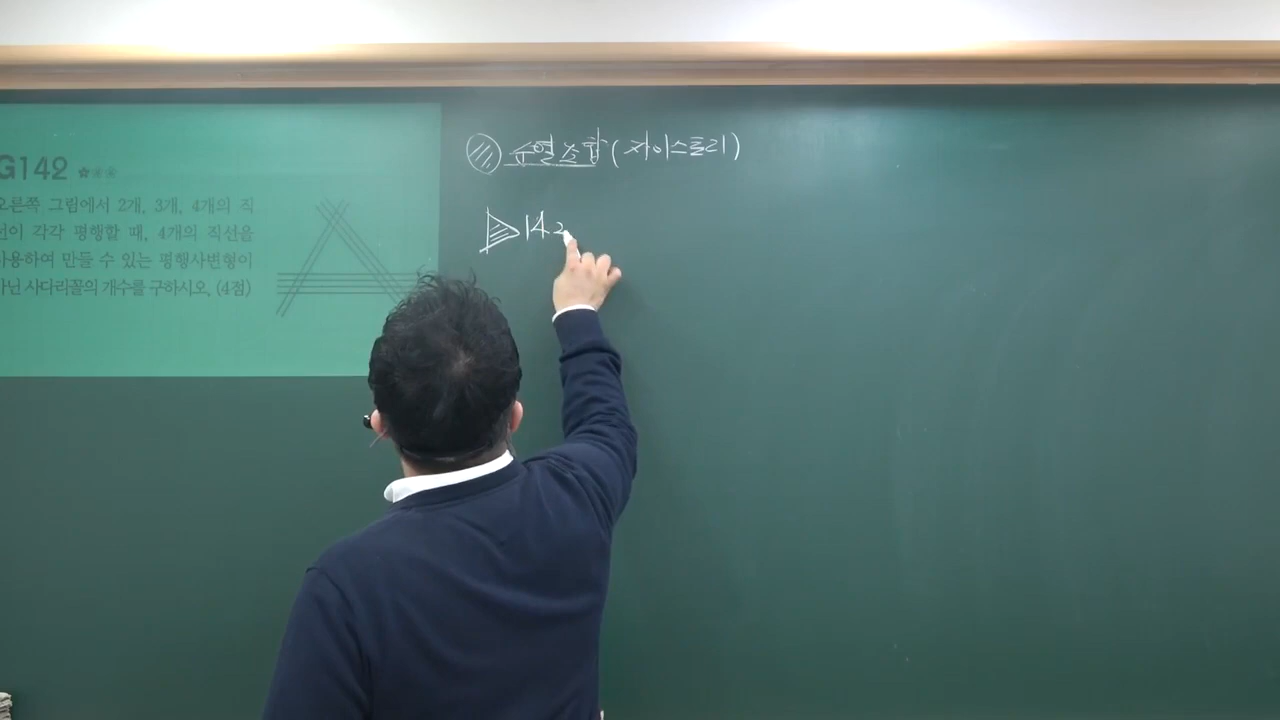 G142
오른쪽 그림에서 2개, 3개, 4개의 직
선이 각각 평행할 때, 4개의 직선을
사용하여 만들 수 있는 평행사변형이
아닌 사다리꼴의 개수를 구하시오. (4점)
순열조합(자이스토리)
142